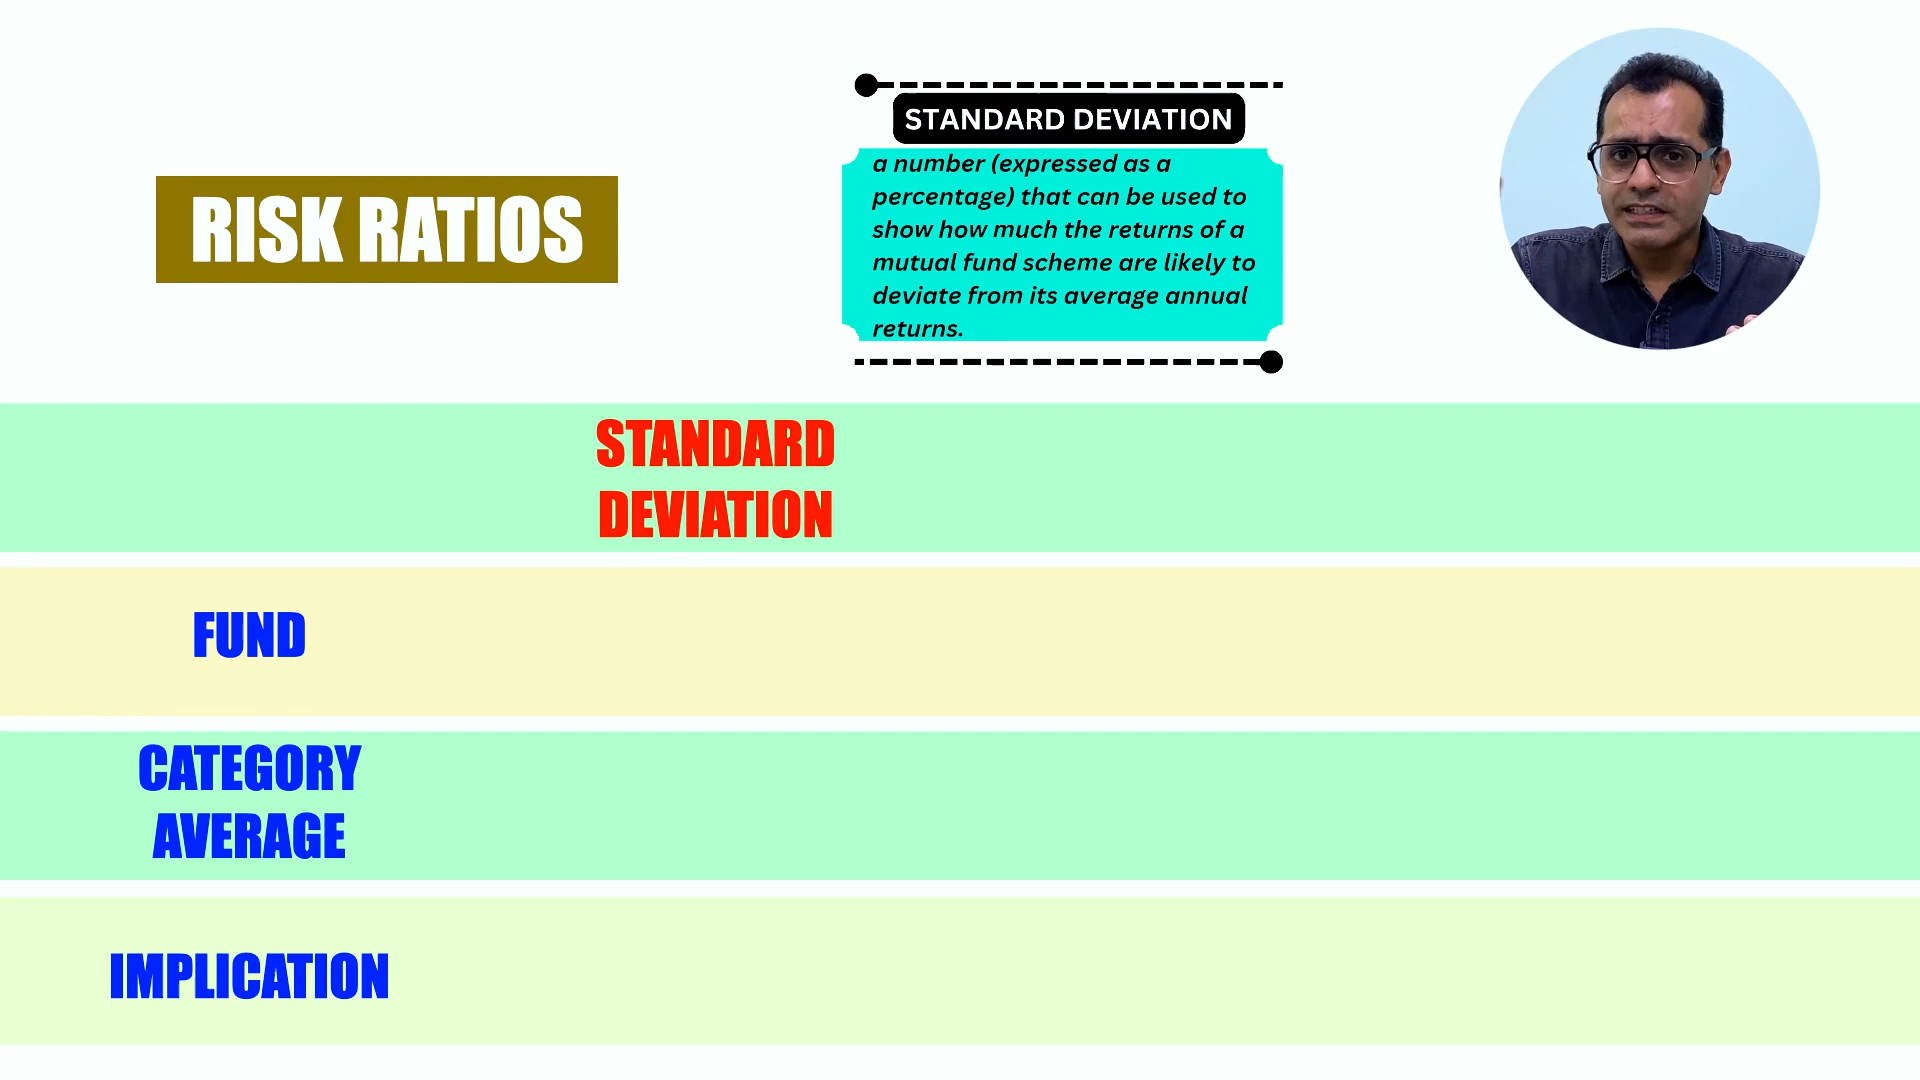 RISK RATIOS
STANDARD DEVIATION
a number (expressed as a
percentage) that can be used to
show how much the returns of a
mutual fund scheme are likely to
deviate from its average annual
returns.
STANDARD
DEVIATION
FUND
CATEGORY
AVERAGE
IMPLICATION